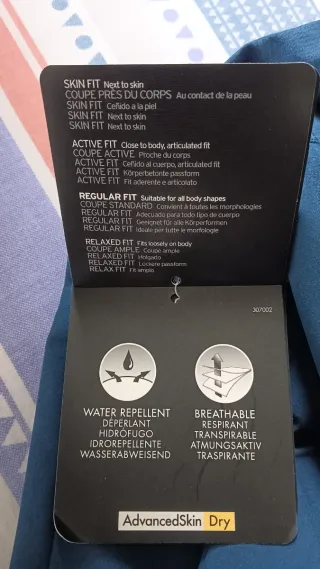 SKIN FIT Next to skin
COUPE PRÈS DU CORPS Au contact de la peau
SKIN FIT Ceñido a la piel
SKIN FIT Next to skin
SKIN FIT Next to skin
ACTIVE FIT Close to body, articulated fit
COUPE ACTIVE Proche du corps
ACTIVE FIT Ceñido al cuerpo, articulated fit
ACTIVE FIT Körperbetonte passform
ACTIVE FIT Fit aderente e articolato
REGULAR FIT Suitable for all body shapes
COUPE STANDARD Convient à toutes les morphologies
REGULAR FIT Adecuado para todo tipo de cuerpo
REGULAR FIT Geeignet für alle Körperformen
REGULAR FIT Ideale per tutte le morfologie
RELAXED FIT Fits loosely on body
COUPE AMPLE Coupe ample
RELAXED FIT Holgado
RELAXED FIT Lockere passform
RELAX FIT Fit ampio
307002
WATER REPELLENT
DÉPERLANT
HIDRÓFUGO
IDROREPELLENTE
WASSERABWEISEND
BREATHABLE
RESPIRANT
TRANSPIRABLE
ATMUNGSAKTIV
TRASPIRANTE
AdvancedSkin Dry